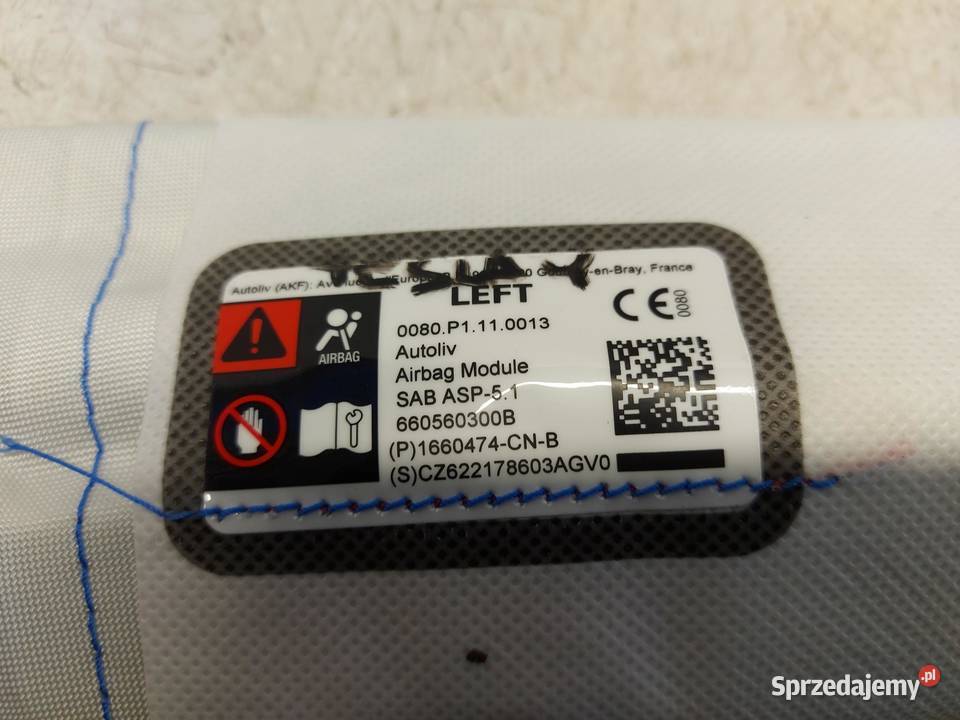 TESLA Y
Autoliv (AKF): Gournay-en-Bray, France
LEFT
CE 0080
0080.P1.11.0013
AIRBAG
Autoliv
Airbag Module
SAB ASP-5.1
660560300B
(P)1660474-CN-B
(S)CZ622178603AGV0
Sprzedajemy.pl